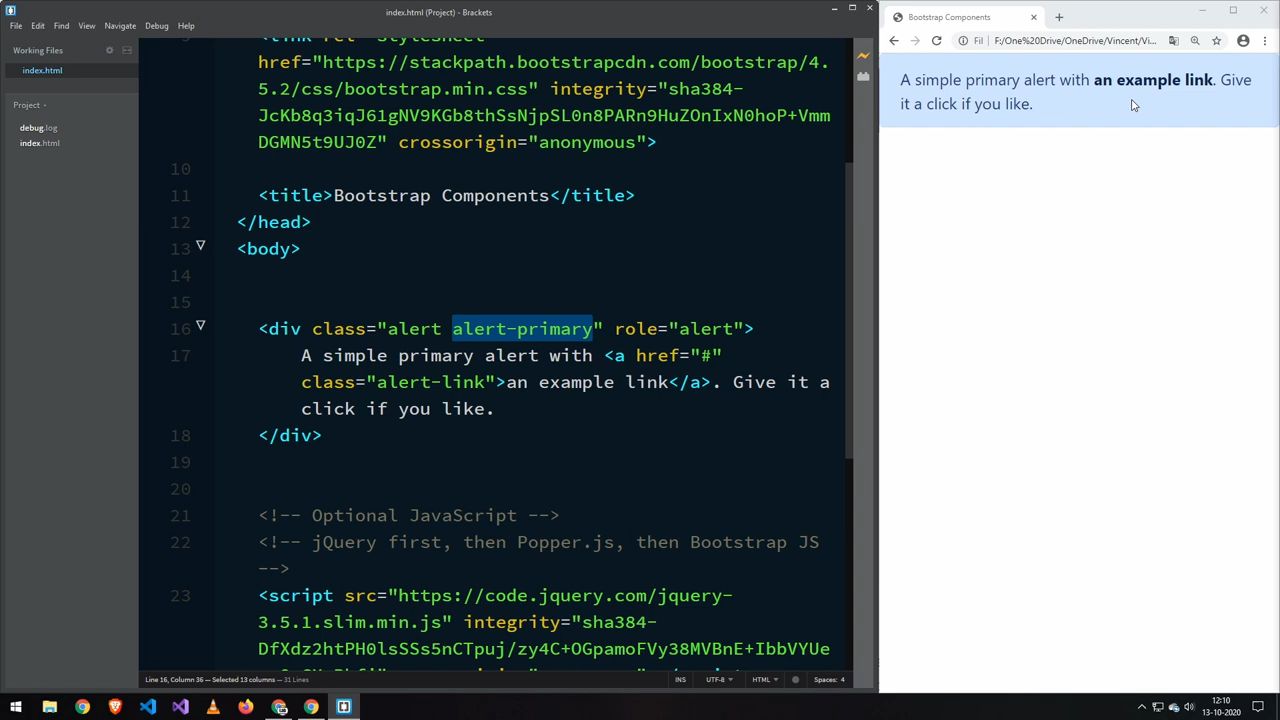 index.html (Project) - Brackets
File Edit Find View Navigate Debug Help
Working Files
index.html
Project
debug.log
index.html
href="https://stackpath.bootstrapcdn.com/bootstrap/4.
5.2/css/bootstrap.min.css" integrity="sha384-
JcKb8q3iqJ61gNV9KGb8thSsNjpSL0n8PARn9HuZOnIxN0hoP+Vmm
DGMN5t9UJ0Z" crossorigin="anonymous">
10
11 <title>Bootstrap Components</title>
12 </head>
13 <body>
14
15
16 <div class="alert alert-primary" role="alert">
17 A simple primary alert with <a href="#"
class="alert-link">an example link</a>. Give it a
click if you like.
18 </div>
19
20
21 <!-- Optional JavaScript -->
22 <!-- jQuery first, then Popper.js, then Bootstrap JS
-->
23 <script src="https://code.jquery.com/jquery-
3.5.1.slim.min.js" integrity="sha384-
DfXdz2htPH0lsSSs5nCTpuj/zy4C+OGpamoFVy38MVBnE+IbbVYUe
Line 16, Column 36 — Selected 13 columns — 31 Lines
INS UTF-8 HTML Spaces: 4
Bootstrap Components
Fil F:/One%20Drive/OneDrive/Vincent/Vi...
A simple primary alert with an example link. Give
it a click if you like.
12:10
13-10-2020